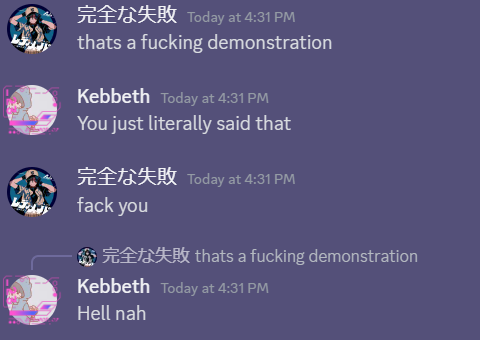 完全な失敗 Today at 4:31 PM
thats a fucking demonstration
Kebbeth Today at 4:31 PM
You just literally said that
完全な失敗 Today at 4:31 PM
fack you
完全な失敗 thats a fucking demonstration
Kebbeth Today at 4:31 PM
Hell nah